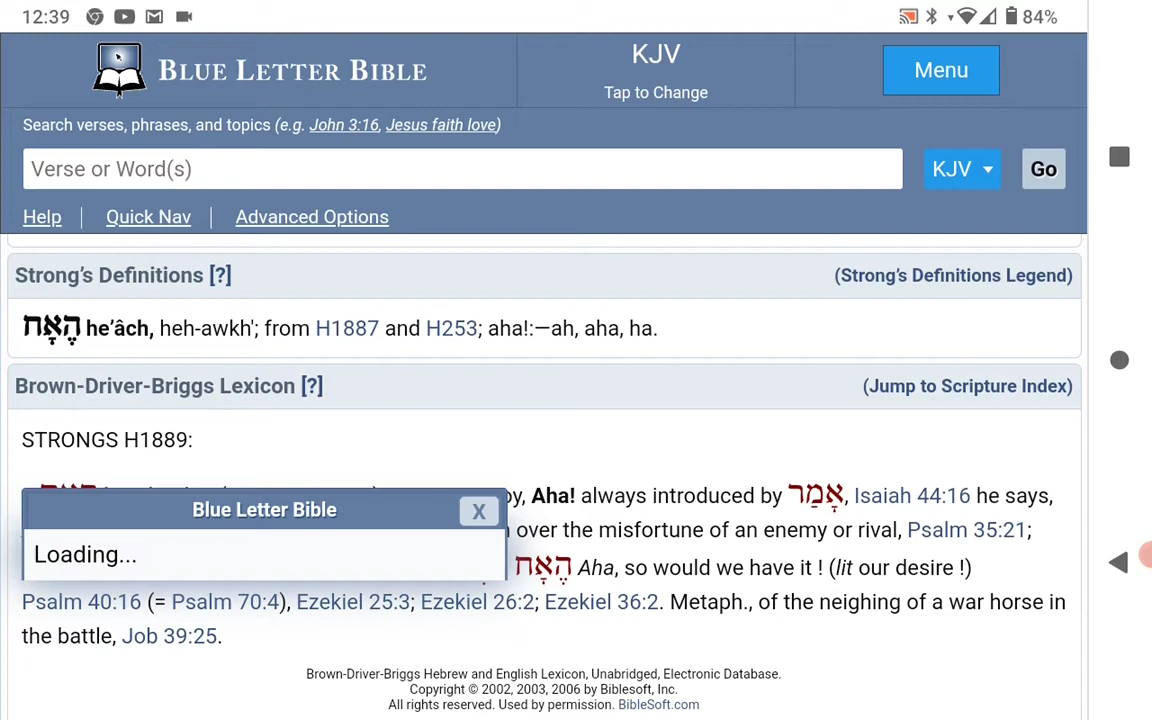 12:39
84%
BLUE LETTER BIBLE
KJV
Tap to Change
Menu
Search verses, phrases, and topics (e.g. John 3:16, Jesus faith love)
Verse or Word(s)
KJV
Go
Help | Quick Nav | Advanced Options
Strong's Definitions [?] (Strong's Definitions Legend)
הֶאָח he'âch, heh-awkh'; from H1887 and H253; aha!:—ah, aha, ha.
Brown-Driver-Briggs Lexicon [?] (Jump to Scripture Index)
STRONGS H1889:
oy, Aha! always introduced by אָמַר, Isaiah 44:16 he says,
Blue Letter Bible X
over the misfortune of an enemy or rival, Psalm 35:21;
Loading...
הֶאָח Aha, so would we have it ! (lit our desire !)
Psalm 40:16 (= Psalm 70:4), Ezekiel 25:3; Ezekiel 26:2; Ezekiel 36:2. Metaph., of the neighing of a war horse in
the battle, Job 39:25.
Brown-Driver-Briggs Hebrew and English Lexicon, Unabridged, Electronic Database.
Copyright © 2002, 2003, 2006 by Biblesoft, Inc.
All rights reserved. Used by permission. BibleSoft.com